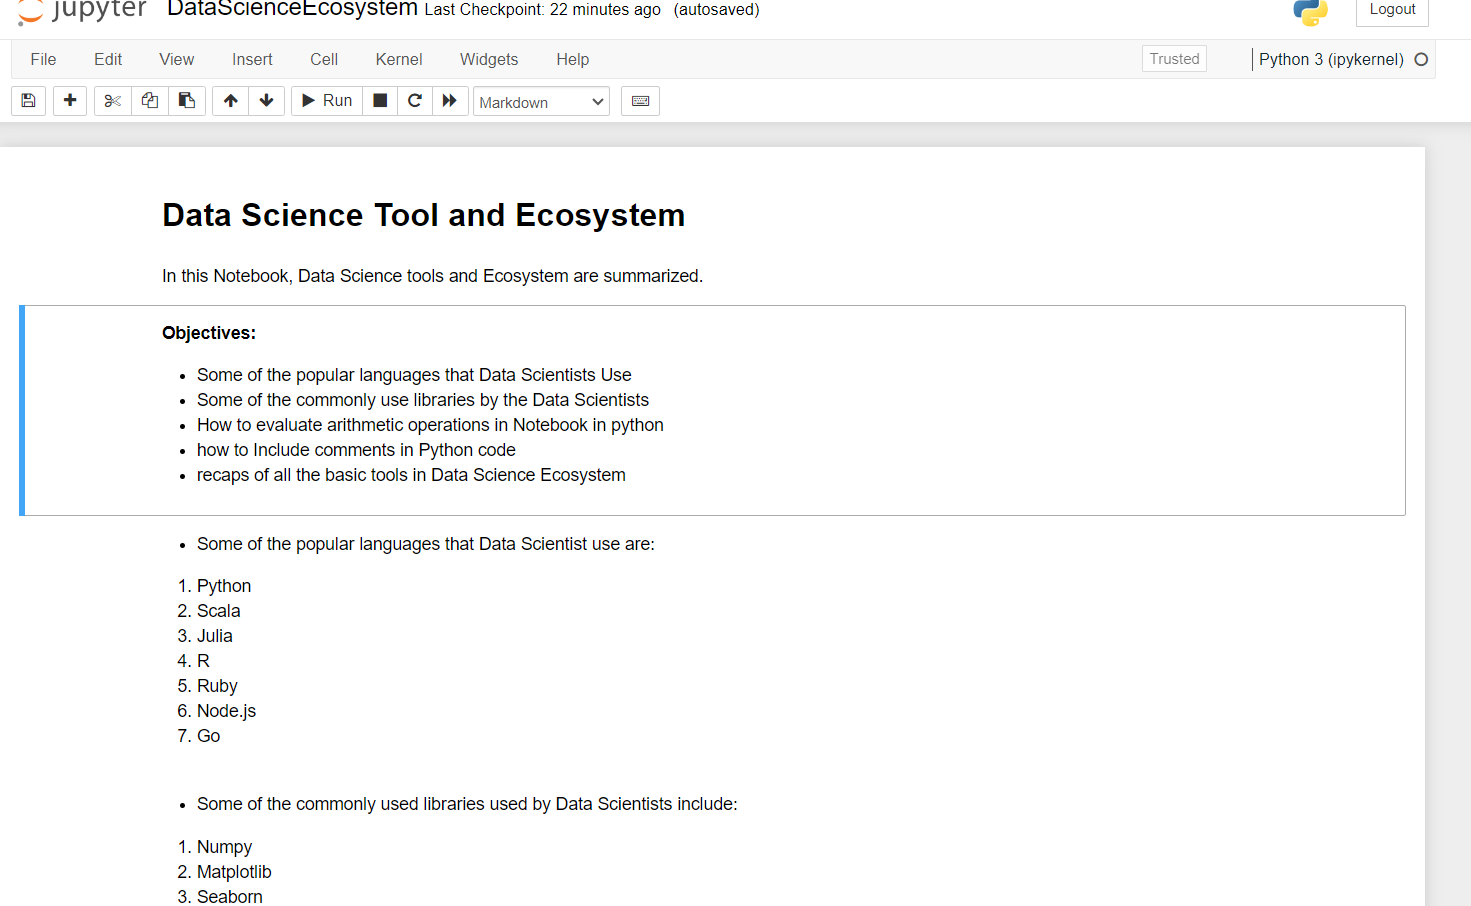 jupyter DataScienceEcosystem Last Checkpoint: 22 minutes ago (autosaved) Logout
File Edit View Insert Cell Kernel Widgets Help Trusted Python 3 (ipykernel)
Run Markdown
Data Science Tool and Ecosystem
In this Notebook, Data Science tools and Ecosystem are summarized.
Objectives:
• Some of the popular languages that Data Scientists Use
• Some of the commonly use libraries by the Data Scientists
• How to evaluate arithmetic operations in Notebook in python
• how to Include comments in Python code
• recaps of all the basic tools in Data Science Ecosystem
• Some of the popular languages that Data Scientist use are:
1. Python
2. Scala
3. Julia
4. R
5. Ruby
6. Node.js
7. Go
• Some of the commonly used libraries used by Data Scientists include:
1. Numpy
2. Matplotlib
3. Seaborn